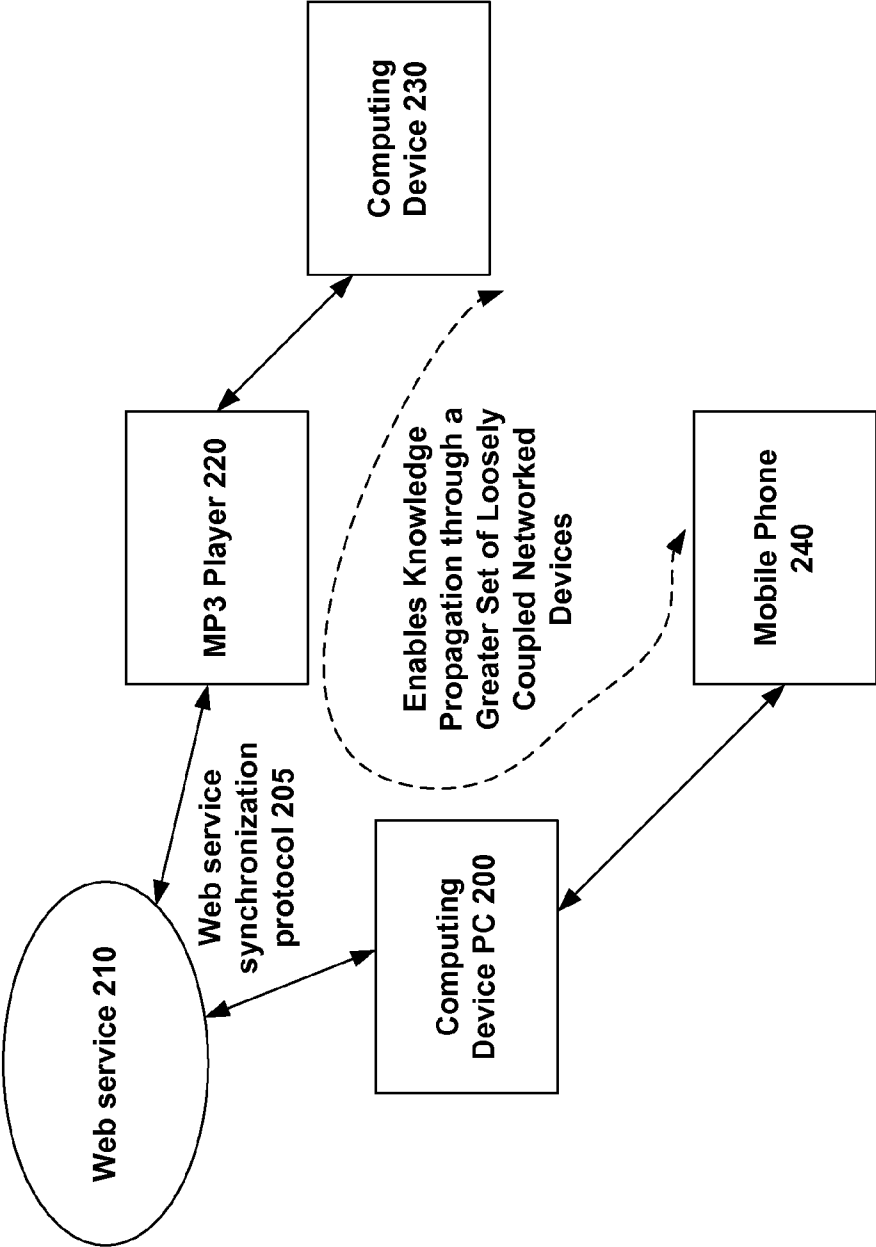 Web service 210
Web service
synchronization
protocol 205
MP3 Player 220
Computing
Device 230
Computing
Device PC 200
Enables Knowledge
Propagation through a
Greater Set of Loosely
Coupled Networked
Devices
Mobile Phone
240